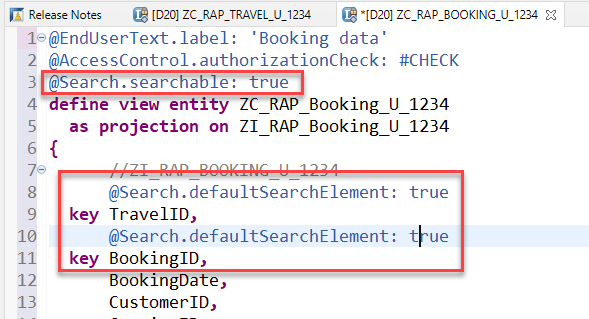 Release Notes [D20] ZC_RAP_TRAVEL_U_1234 *[D20] ZC_RAP_BOOKING_U_1234
1 @EndUserText.label: 'Booking data'
2 @AccessControl.authorizationCheck: #CHECK
3 @Search.searchable: true
4 define view entity ZC_RAP_Booking_U_1234
5 as projection on ZI_RAP_BOOKING_U_1234
6 {
7 //ZI_RAP_BOOKING_U_1234
8 @Search.defaultSearchElement: true
9 key TravelID,
10 @Search.defaultSearchElement: true
11 key BookingID,
12 BookingDate,
13 CustomerID,